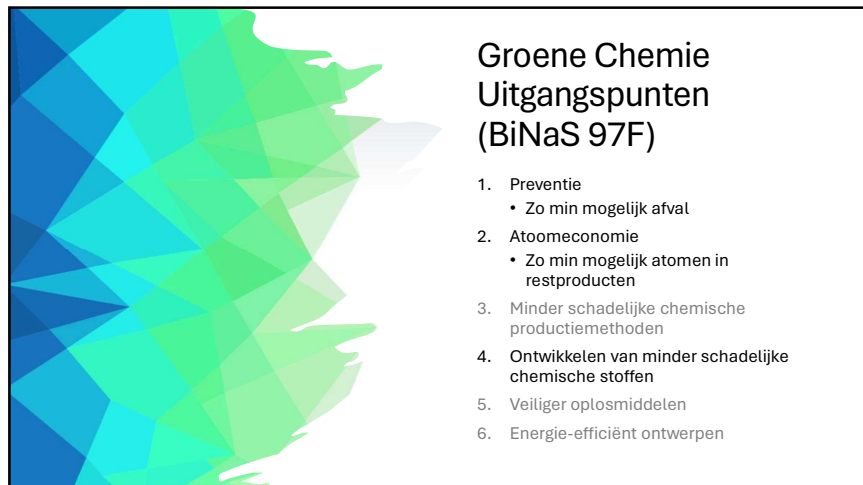 Groene Chemie
Uitgangspunten
(BiNaS 97F)
1. Preventie
• Zo min mogelijk afval
2. Atoomeconomie
• Zo min mogelijk atomen in
restproducten
3. Minder schadelijke chemische
productiemethoden
4. Ontwikkelen van minder schadelijke
chemische stoffen
5. Veiliger oplosmiddelen
6. Energie-efficiënt ontwerpen